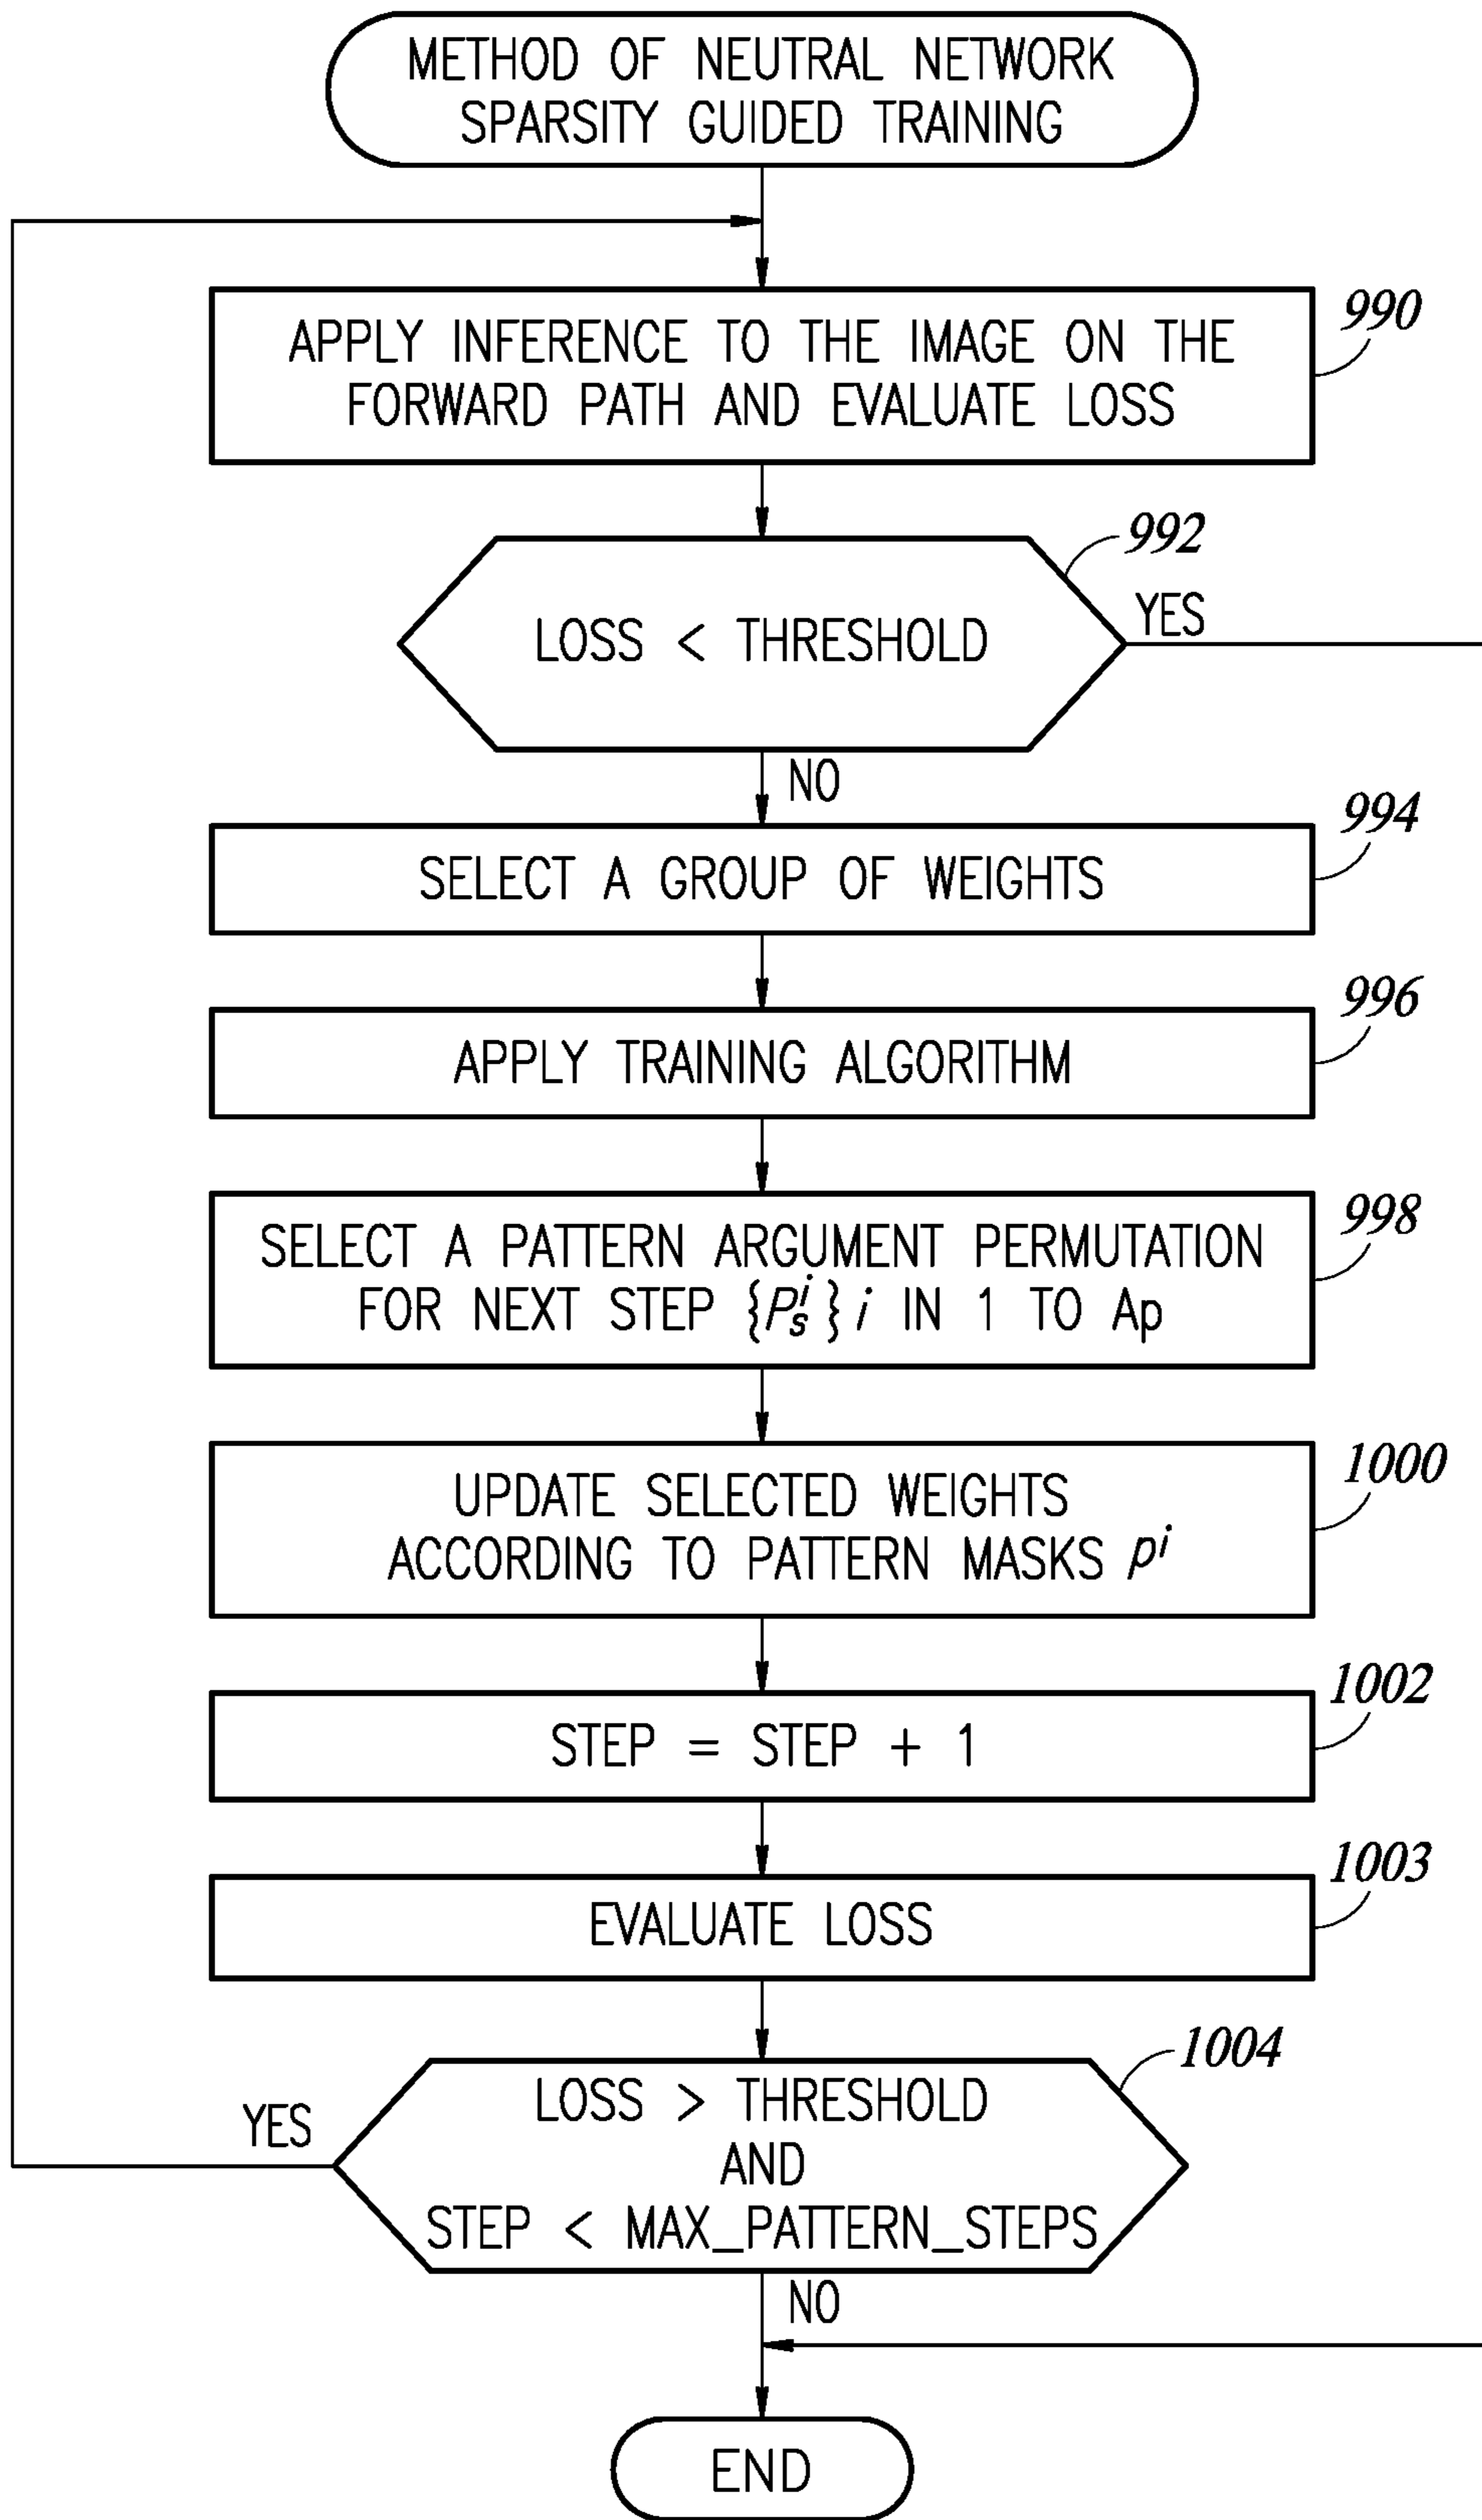 METHOD OF NEUTRAL NETWORK
SPARSITY GUIDED TRAINING
990
APPLY INFERENCE TO THE IMAGE ON THE
FORWARD PATH AND EVALUATE LOSS
992
LOSS < THRESHOLD
YES
NO
994
SELECT A GROUP OF WEIGHTS
996
APPLY TRAINING ALGORITHM
998
SELECT A PATTERN ARGUMENT PERMUTATION
FOR NEXT STEP {P_s^i} i IN 1 TO Ap
1000
UPDATE SELECTED WEIGHTS
ACCORDING TO PATTERN MASKS p^i
1002
STEP = STEP + 1
1003
EVALUATE LOSS
1004
LOSS > THRESHOLD
AND
STEP < MAX_PATTERN_STEPS
YES
NO
END